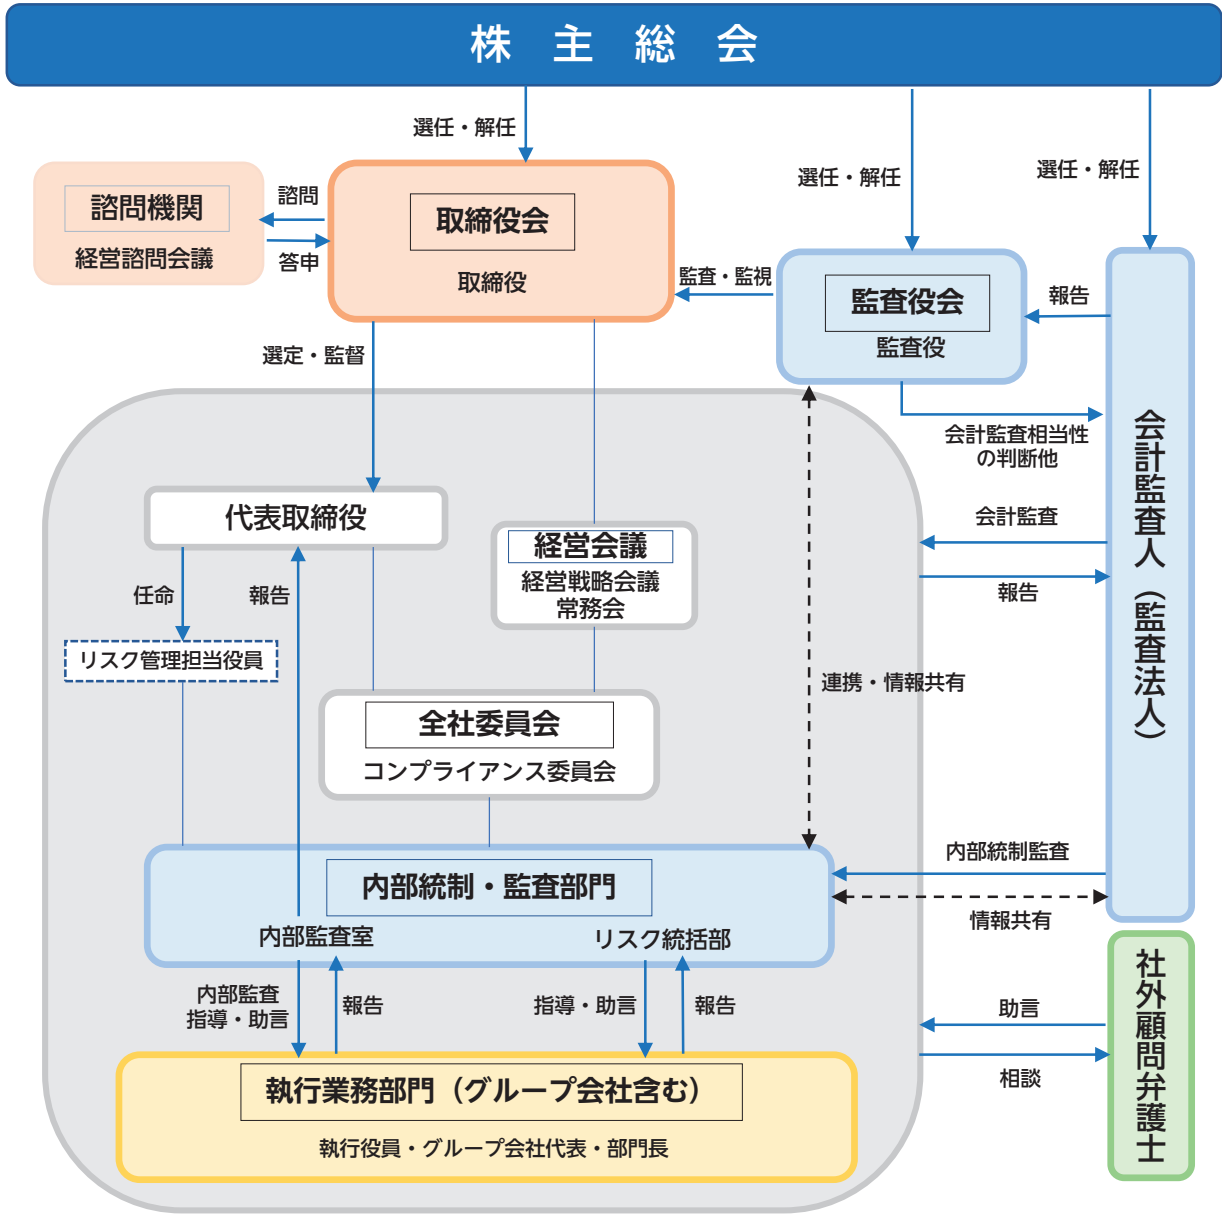 株主総会
選任・解任
選任・解任
選任・解任
諮問機関
経営諮問会議
諮問
答申
取締役会
取締役
監査・監視
監査役会
監査役
報告
選定・監督
会計監査相当性
の判断他
会計監査人（監査法人）
会計監査
報告
代表取締役
経営会議
経営戦略会議
常務会
任命
報告
リスク管理担当役員
連携・情報共有
全社委員会
コンプライアンス委員会
内部統制監査
情報共有
内部統制・監査部門
内部監査室
リスク統括部
内部監査
指導・助言
報告
指導・助言
報告
社外顧問弁護士
助言
相談
執行業務部門（グループ会社含む）
執行役員・グループ会社代表・部門長